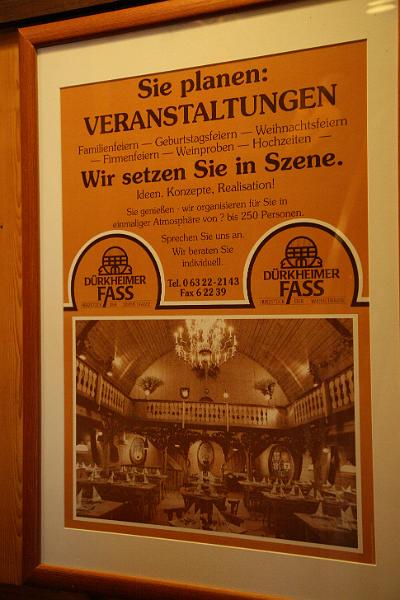 Sie planen:
VERANSTALTUNGEN
Familienfeiern — Geburtstagsfeiern — Weihnachtsfeiern
— Firmenfeiern — Weinproben — Hochzeiten —
Wir setzen Sie in Szene.
Ideen, Konzepte, Realisation!
Sie genießen - wir organisieren für Sie in
einmaliger Atmosphäre von ? bis 250 Personen.
Sprechen Sie uns an.
Wir beraten Sie
individuell.
Tel. 0 63 22-21 43
Fax 6 22 39
DÜRKHEIMER
FASS
DÜRKHEIMER
FASS